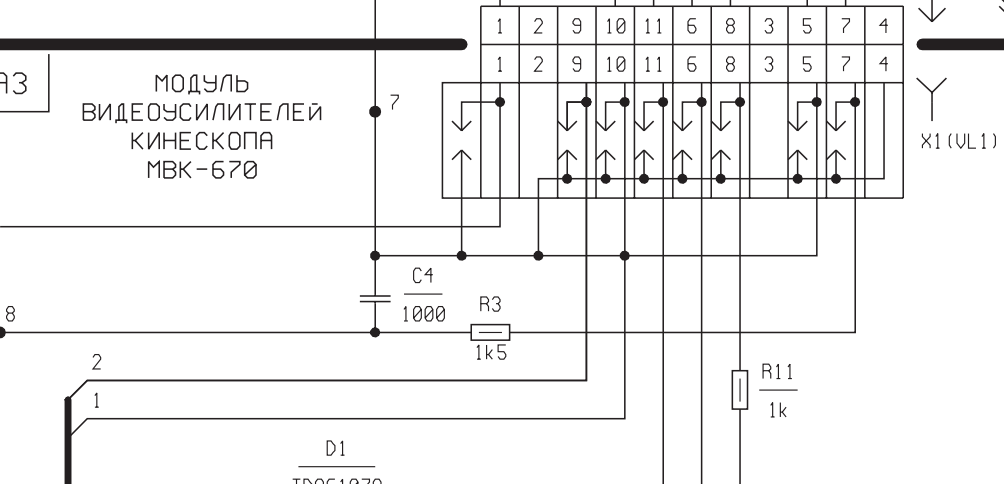 1 2 9 10 11 6 8 3 5 7 4
1 2 9 10 11 6 8 3 5 7 4
А3
МОДУЛЬ
ВИДЕОУСИЛИТЕЛЕЙ
КИНЕСКОПА
МВК-670
7
X1(VL1)
C4
1000
R3
1k5
8
2
1
R11
1k
D1